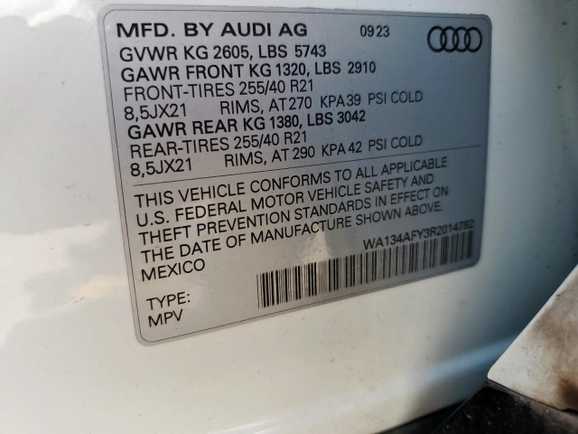 MFD. BY AUDI AG 09 23
GVWR KG 2605, LBS 5743
GAWR FRONT KG 1320, LBS 2910
FRONT-TIRES 255/40 R21
8,5JX21 RIMS, AT 270 KPA 39 PSI COLD
GAWR REAR KG 1380, LBS 3042
REAR-TIRES 255/40 R21
8,5JX21 RIMS, AT 290 KPA 42 PSI COLD
THIS VEHICLE CONFORMS TO ALL APPLICABLE
U.S. FEDERAL MOTOR VEHICLE SAFETY AND
THEFT PREVENTION STANDARDS IN EFFECT ON
THE DATE OF MANUFACTURE SHOWN ABOVE.
MEXICO
WA134AFY3R2014762
TYPE:
MPV